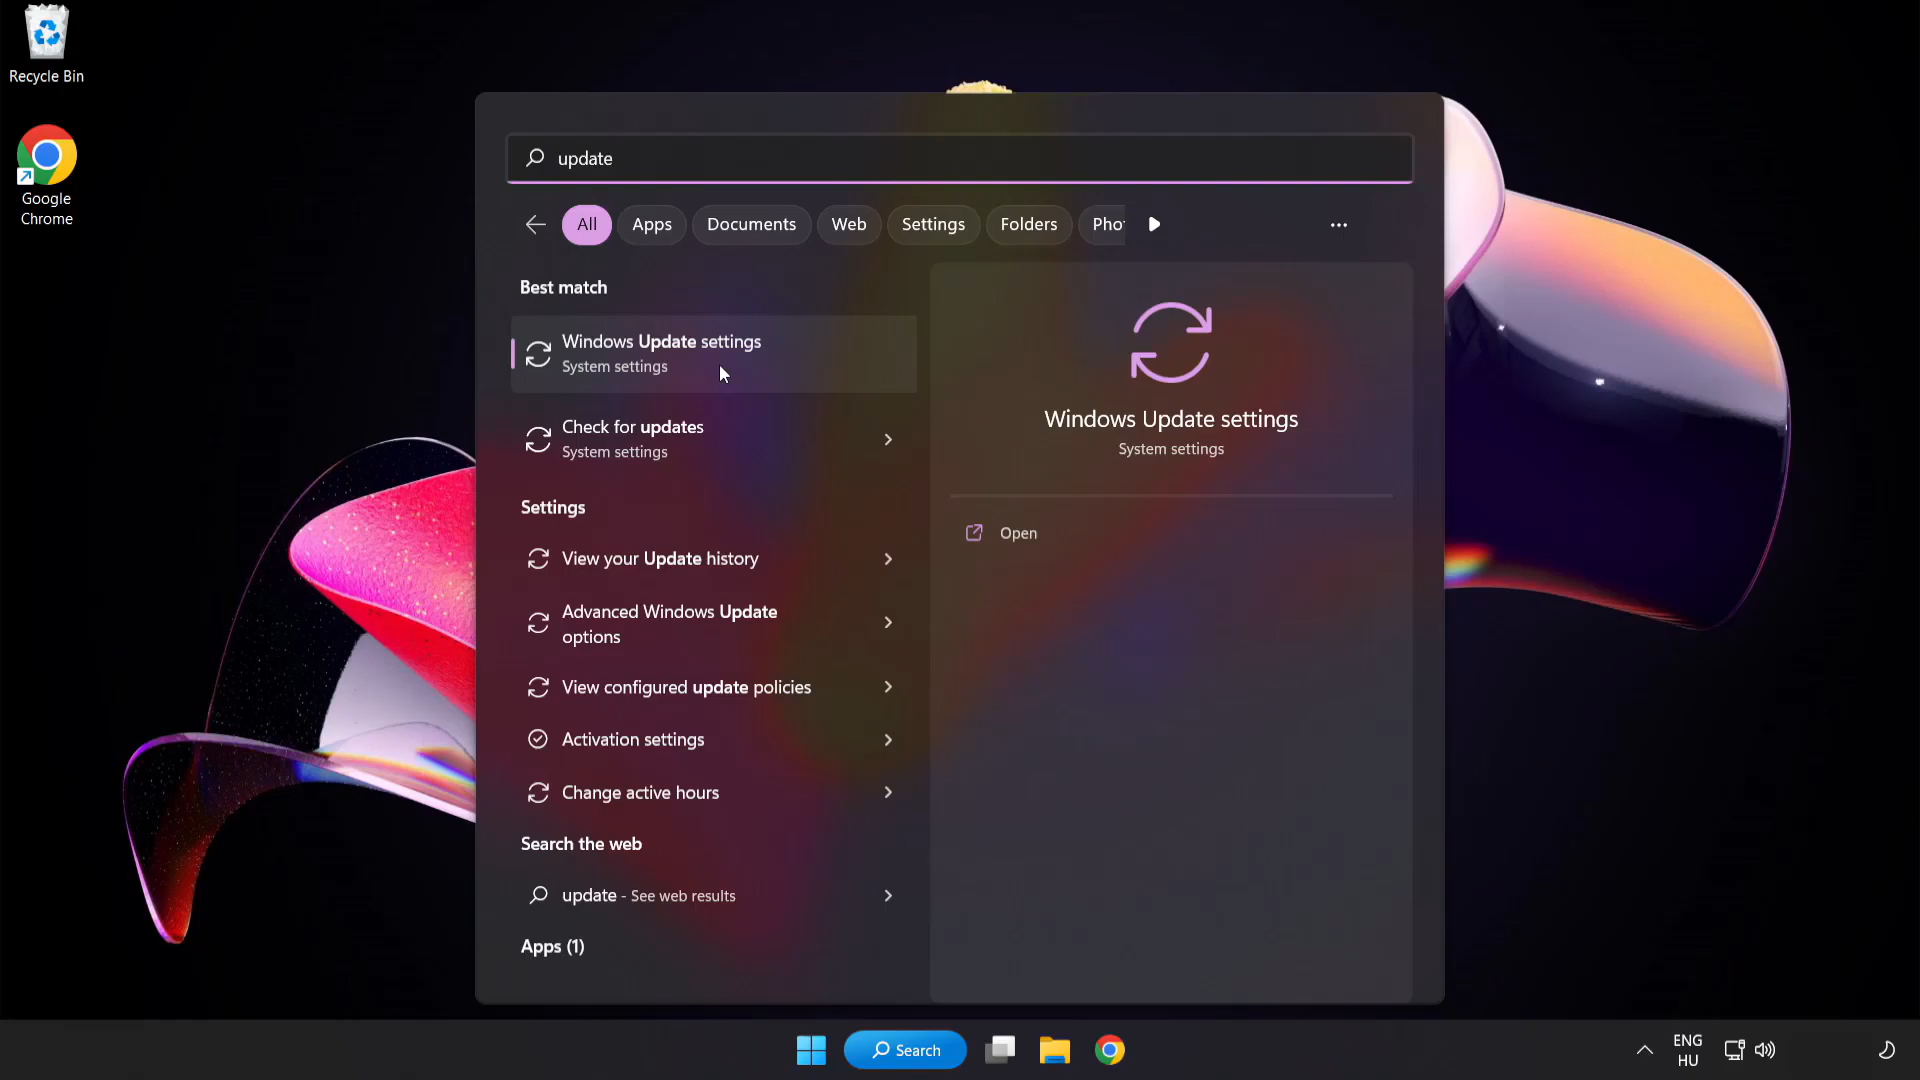 Recycle Bin
Google
Chrome
update
All
Apps
Documents
Web
Settings
Folders
Pho
Best match
Windows Update settings
System settings
Check for updates
System settings
Settings
View your Update history
Advanced Windows Update
options
View configured update policies
Activation settings
Change active hours
Search the web
update - See web results
Apps (1)
Windows Update settings
System settings
Open
Search
ENG
HU